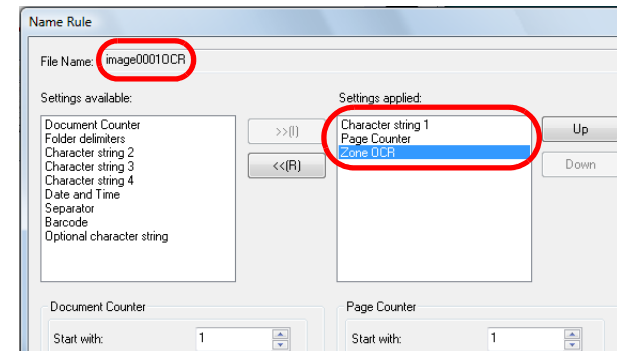 Name Rule
File Name: image0001OCR
Settings available:
Document Counter
Folder delimiters
Character string 2
Character string 3
Character string 4
Date and Time
Separator
Barcode
Optional character string
>>(I)
<<(R)
Settings applied:
Character string 1
Page Counter
Zone OCR
Up
Down
Document Counter
Start with: 1
Page Counter
Start with: 1